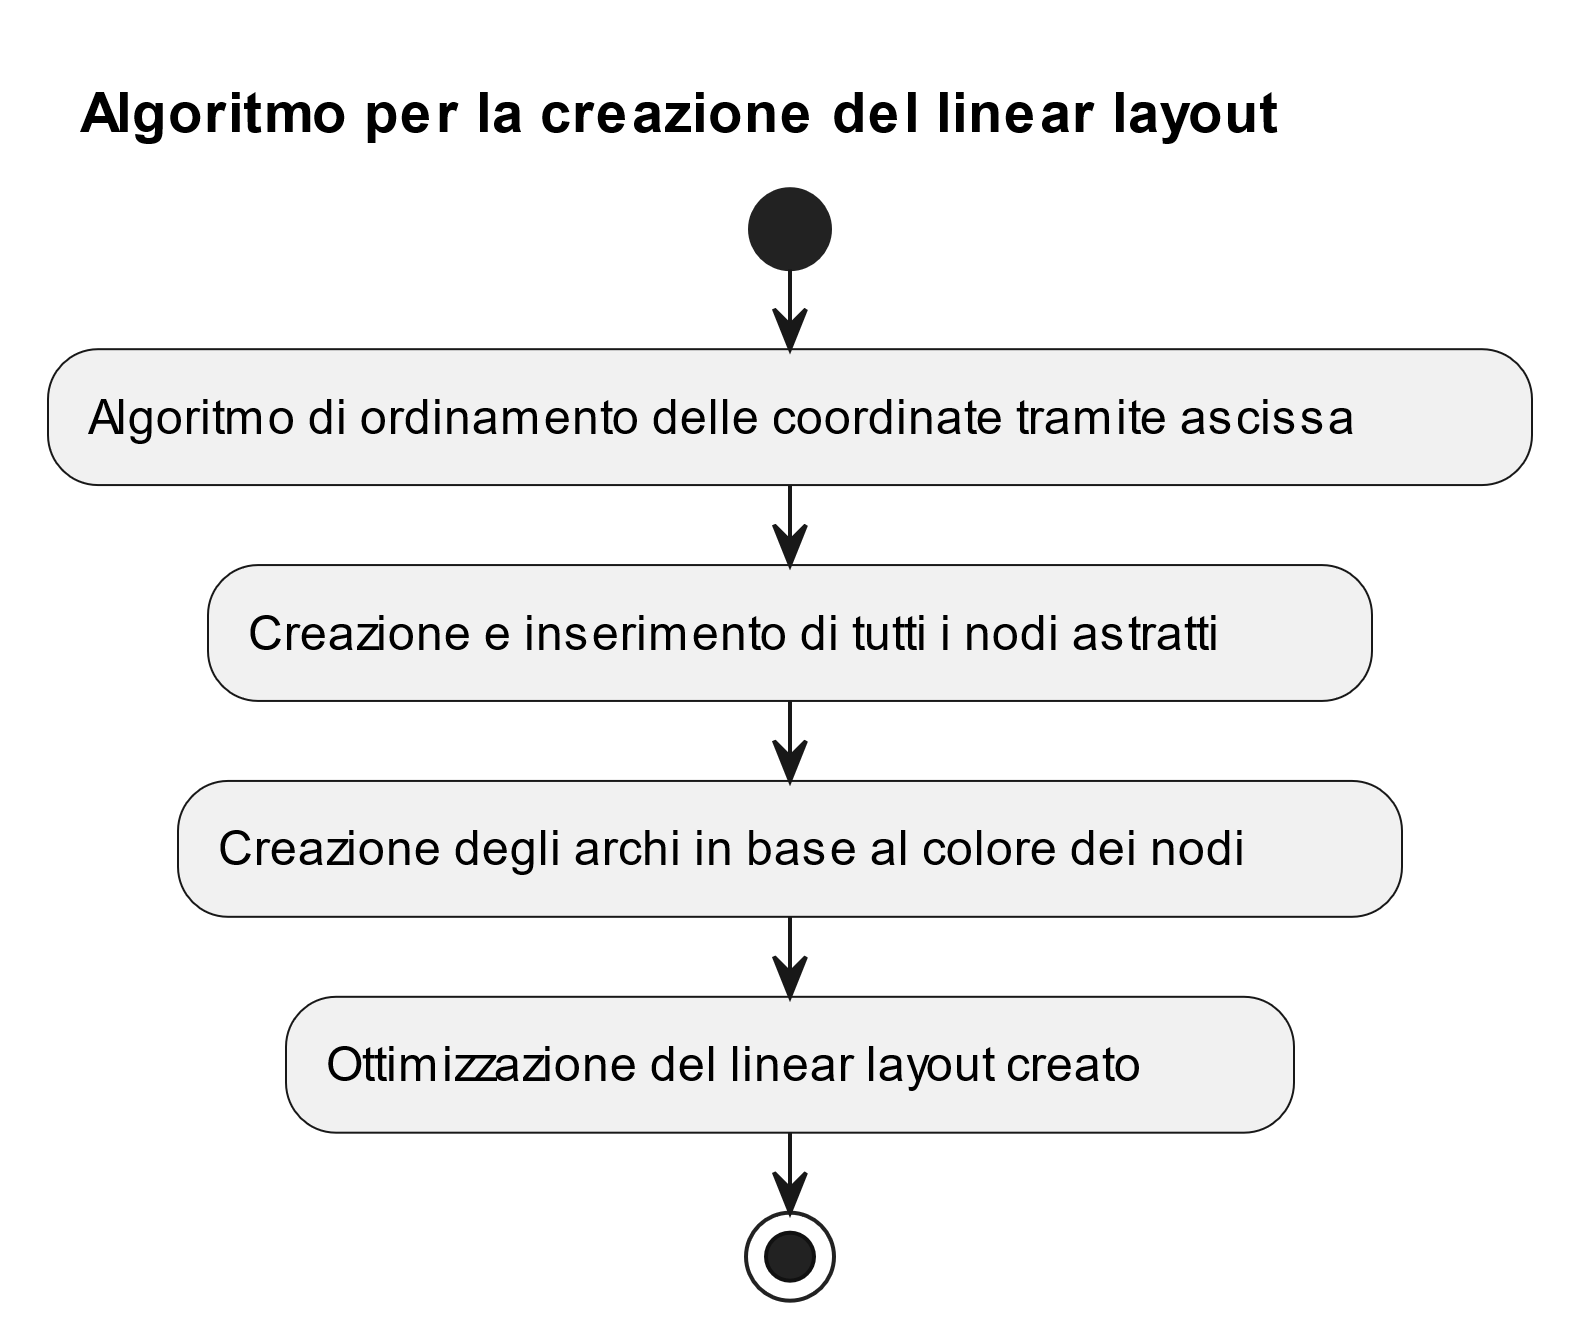 Algoritmo per la creazione del linear layout
Algoritmo di ordinamento delle coordinate tramite ascissa
Creazione e inserimento di tutti i nodi astratti
Creazione degli archi in base al colore dei nodi
Ottimizzazione del linear layout creato